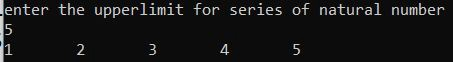 enter the upperlimit for series of natural number
5
1 2 3 4 5